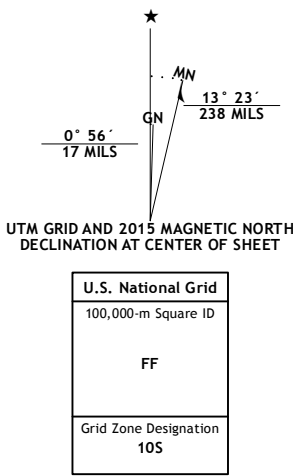 ★
MN
GN
13° 23´
238 MILS
0° 56´
17 MILS
UTM GRID AND 2015 MAGNETIC NORTH
DECLINATION AT CENTER OF SHEET
U.S. National Grid
100,000-m Square ID
FF
Grid Zone Designation
10S